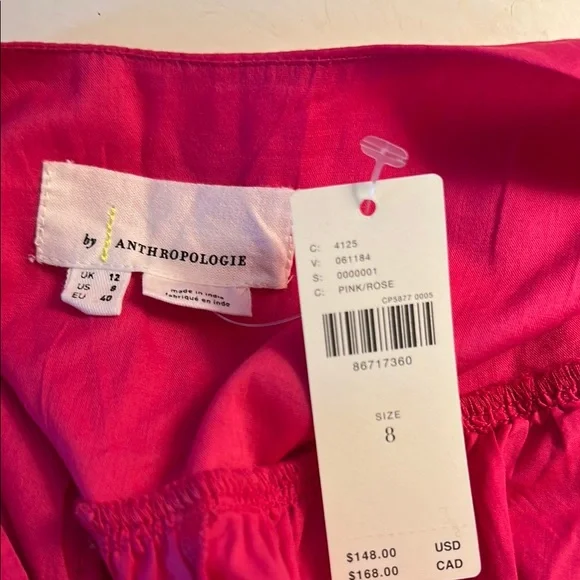 by ANTHROPOLOGIE
UK 12
US 8
EU 40
made in India
fabriqué en Inde
C: 4125
V: 061184
S: 0000001
C: PINK/ROSE
CP3877 0005
86717360
SIZE
8
$148.00 USD
$168.00 CAD